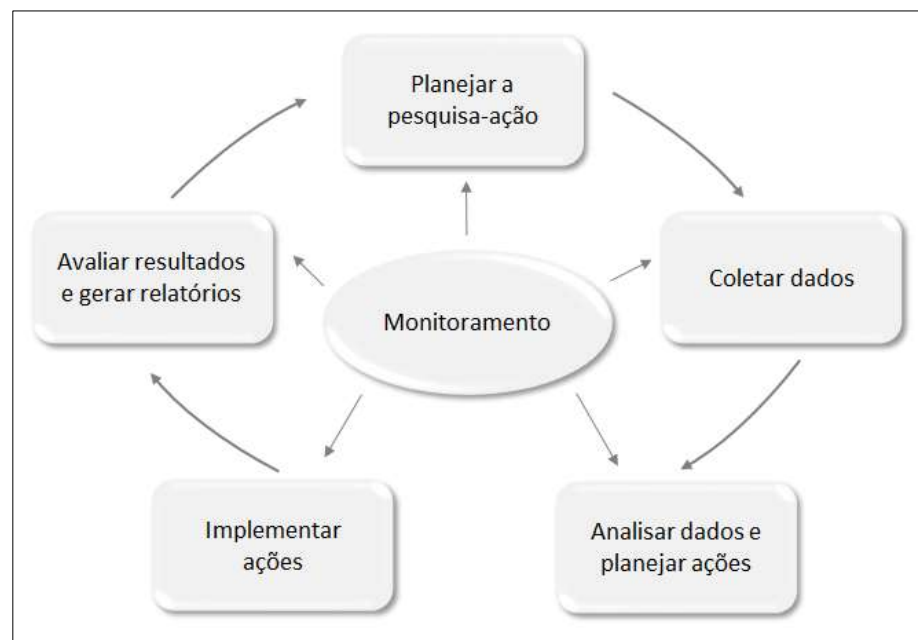 Planejar a
pesquisa-ação
Avaliar resultados
e gerar relatórios
Coletar dados
Monitoramento
Implementar
ações
Analisar dados e
planejar ações